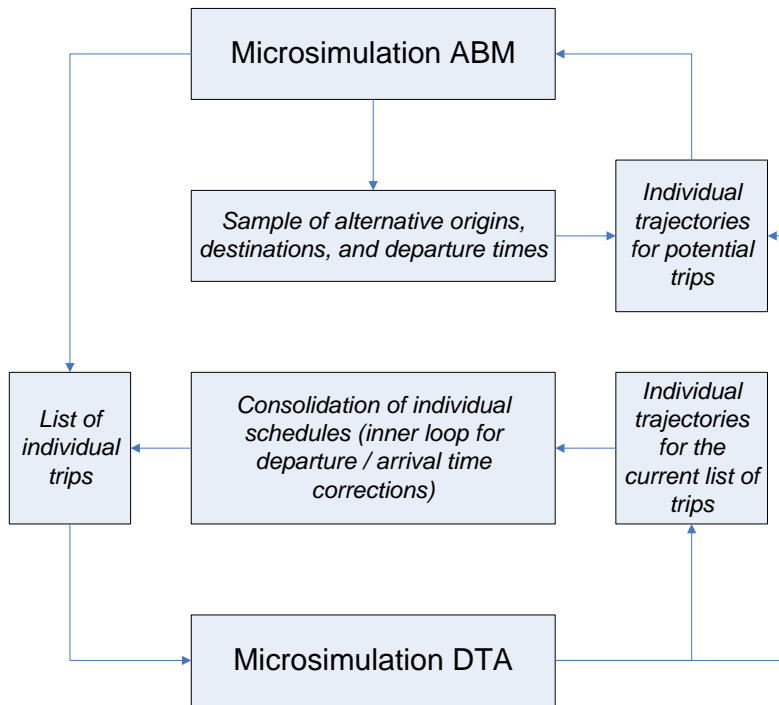 Microsimulation ABM
Sample of alternative origins,
destinations, and departure times
Individual
trajectories
for potential
trips
List of
individual
trips
Consolidation of individual
schedules (inner loop for
departure / arrival time
corrections)
Individual
trajectories
for the
current list of
trips
Microsimulation DTA